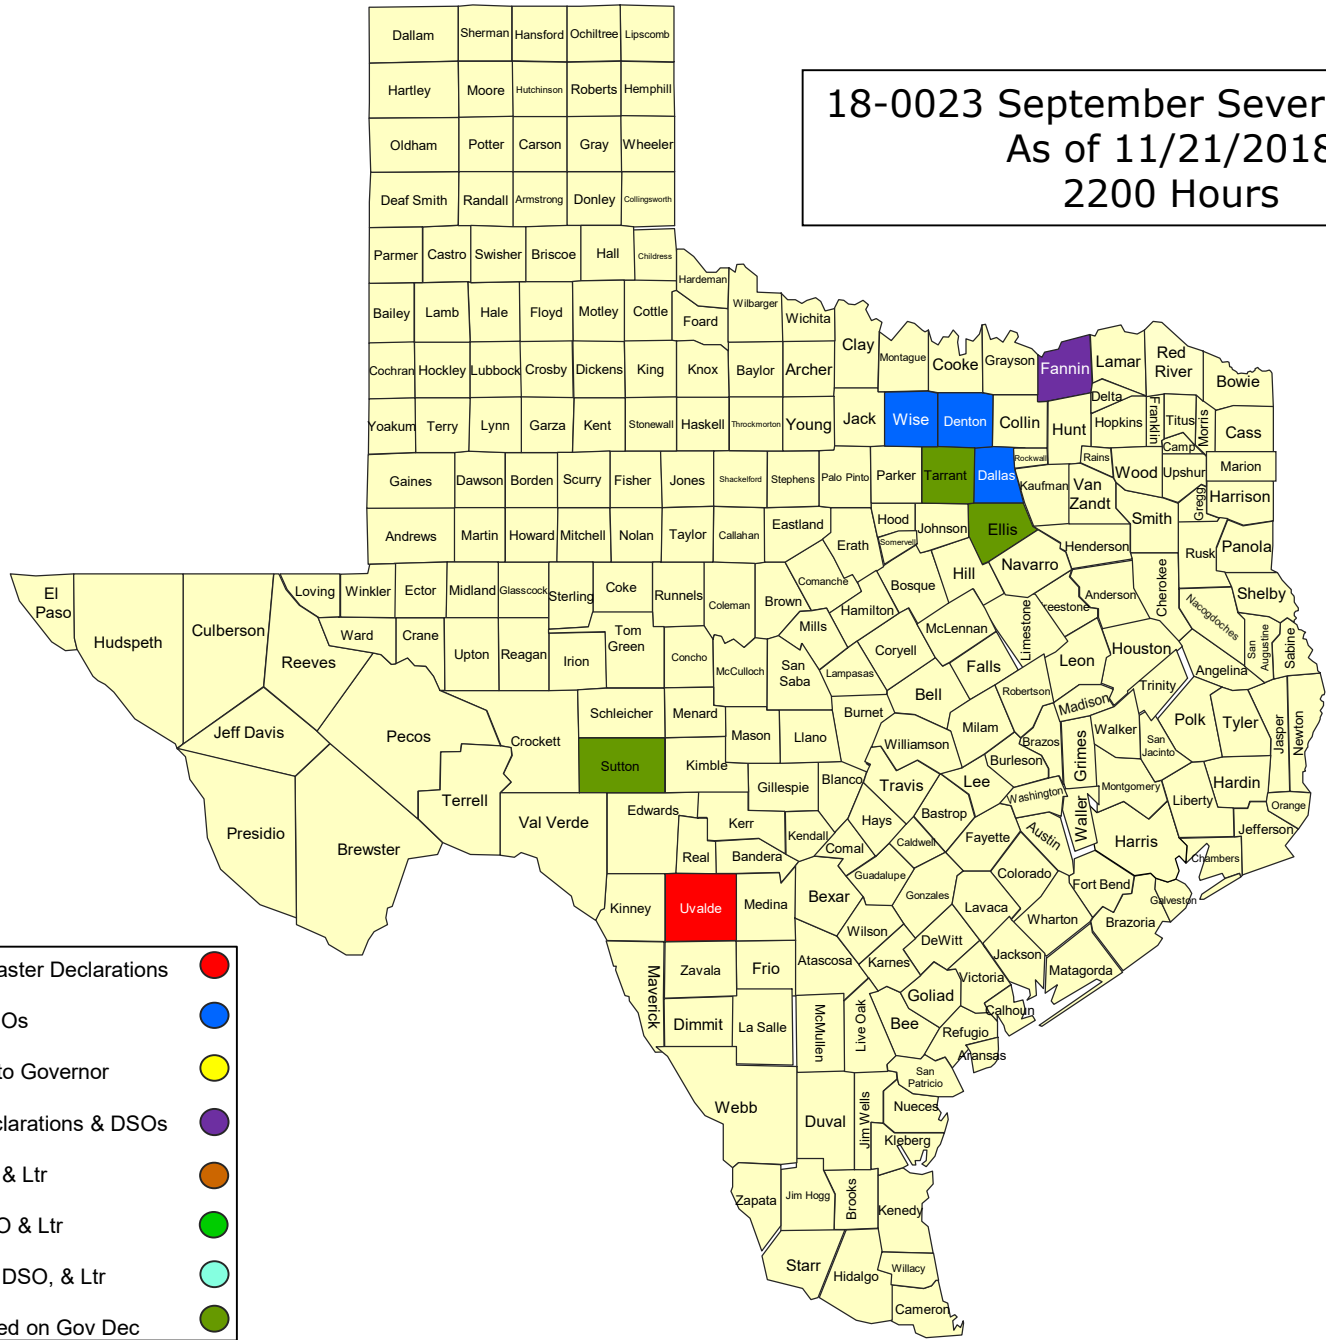 18-0023 September Sever
As of 11/21/2018
2200 Hours
Dallam Sherman Hansford Ochiltree Lipscomb
Hartley Moore Hutchinson Roberts Hemphill
Oldham Potter Carson Gray Wheeler
Deaf Smith Randall Armstrong Donley Collingsworth
Parmer Castro Swisher Briscoe Hall Childress
Hardeman
Bailey Lamb Hale Floyd Motley Cottle Foard Wilbarger Wichita
Clay Montague Cooke Grayson Fannin Lamar Red
River
Bowie
Cochran Hockley Lubbock Crosby Dickens King Knox Baylor Archer
Delta
Yoakum Terry Lynn Garza Kent Stonewall Haskell Throckmorton Young Jack Wise Denton Collin Hunt Hopkins Franklin Titus Morris Cass
Camp
Gaines Dawson Borden Scurry Fisher Jones Shackelford Stephens Palo Pinto Parker Tarrant Dallas Rockwall Kaufman Rains Van
Zandt
Wood Upshur Gregg Marion
Harrison
Andrews Martin Howard Mitchell Nolan Taylor Callahan Eastland Erath Hood Somervell Johnson Ellis Henderson Smith Rusk Panola
El
Paso
Hudspeth Culberson Reeves Loving Winkler Ector Midland Glasscock Sterling Coke Runnels Coleman Brown Comanche Hamilton Bosque Hill Navarro Freestone Limestone Anderson Cherokee Nacogdoches Shelby
Ward Crane Upton Reagan Irion Tom
Green
Concho McCulloch San
Saba
Mills Lampasas Coryell McLennan Falls Leon Houston Angelina San
Augustine
Sabine
Jeff Davis Pecos Crockett Schleicher Menard Mason Llano Burnet Bell Milam Robertson Madison Trinity Walker San
Jacinto
Polk Tyler Jasper Newton
Presidio Brewster Terrell Sutton Kimble Gillespie Blanco Williamson Travis Lee Burleson Brazos Grimes Washington Waller Montgomery Liberty Hardin Orange
Val Verde Edwards Kerr Kendall Hays Comal Caldwell Bastrop Fayette Austin Harris Jefferson Chambers
Real Bandera Guadalupe Gonzales Colorado Fort Bend Galveston
Kinney Uvalde Medina Bexar Wilson Lavaca Wharton Brazoria
Maverick Zavala Frio Atascosa Karnes DeWitt Jackson Matagorda
Dimmit La Salle McMullen Live Oak Bee Goliad Victoria Calhoun
Refugio
Aransas
San
Patricio
Webb Duval Jim Wells Nueces
Kleberg
Zapata Jim Hogg Brooks Kenedy
Starr Hidalgo Willacy
Cameron
aster Declarations
Os
to Governor
clarations & DSOs
& Ltr
O & Ltr
DSO, & Ltr
ed on Gov Dec